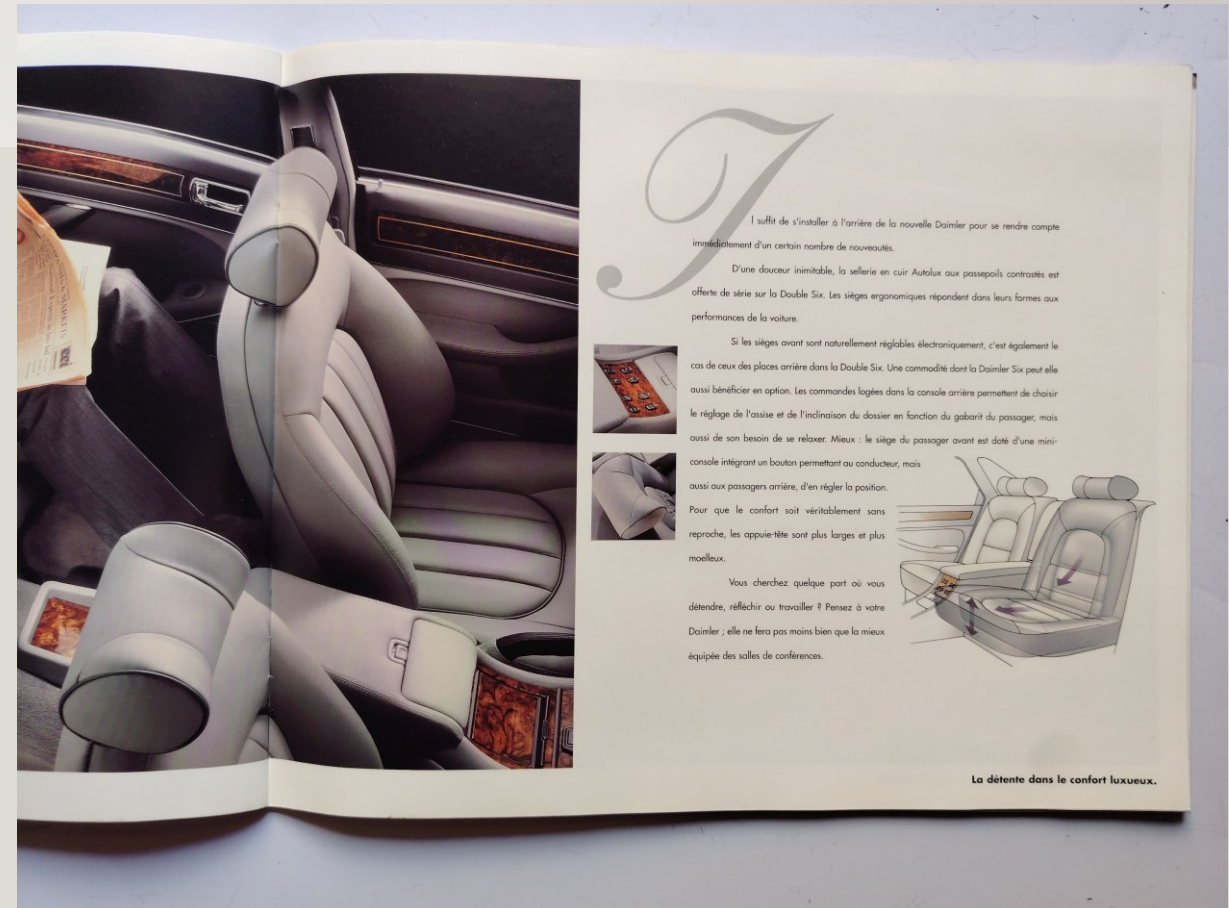 I
l suffit de s'installer à l'arrière de la nouvelle Daimler pour se rendre compte
immédiatement d'un certain nombre de nouveautés.
D'une douceur inimitable, la sellerie en cuir Autolux aux passepoils contrastés est
offerte de série sur la Double Six. Les sièges ergonomiques répondent dans leurs formes aux
performances de la voiture.
Si les sièges avant sont naturellement réglables électroniquement, c'est également le
cas de ceux des places arrière dans la Double Six. Une commodité dont la Daimler Six peut elle
aussi bénéficier en option. Les commandes logées dans la console arrière permettent de choisir
le réglage de l'assise et de l'inclinaison du dossier en fonction du gabarit du passager, mais
aussi de son besoin de se relaxer. Mieux : le siège du passager avant est doté d'une mini-
console intégrant un bouton permettant au conducteur, mais
aussi aux passagers arrière, d'en régler la position.
Pour que le confort soit véritablement sans
reproche, les appuie-tête sont plus larges et plus
moelleux.
Vous cherchez quelque part où vous
détendre, réfléchir ou travailler ? Pensez à votre
Daimler ; elle ne fera pas moins bien que la mieux
équipée des salles de conférences.
La détente dans le confort luxueux.